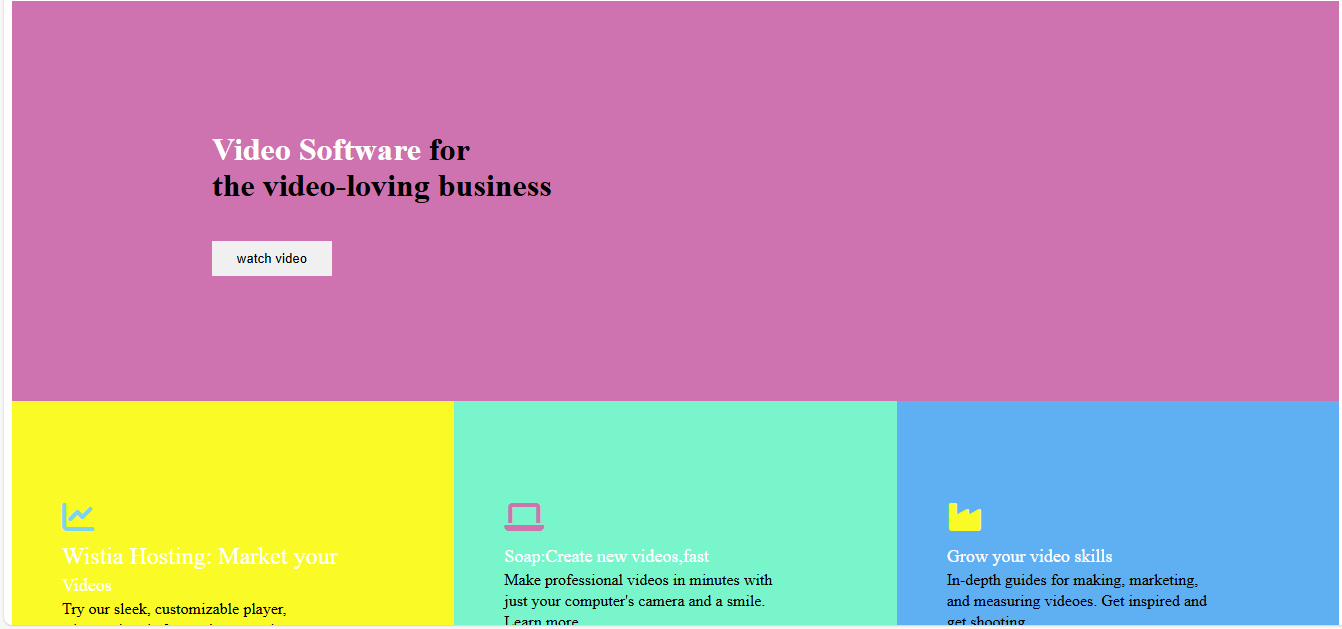 Video Software for
the video-loving business
watch video
Wistia Hosting: Market your
Videos
Try our sleek, customizable player,
Soap:Create new videos,fast
Make professional videos in minutes with
just your computer's camera and a smile.
Learn more
Grow your video skills
In-depth guides for making, marketing,
and measuring videoes. Get inspired and
get shooting